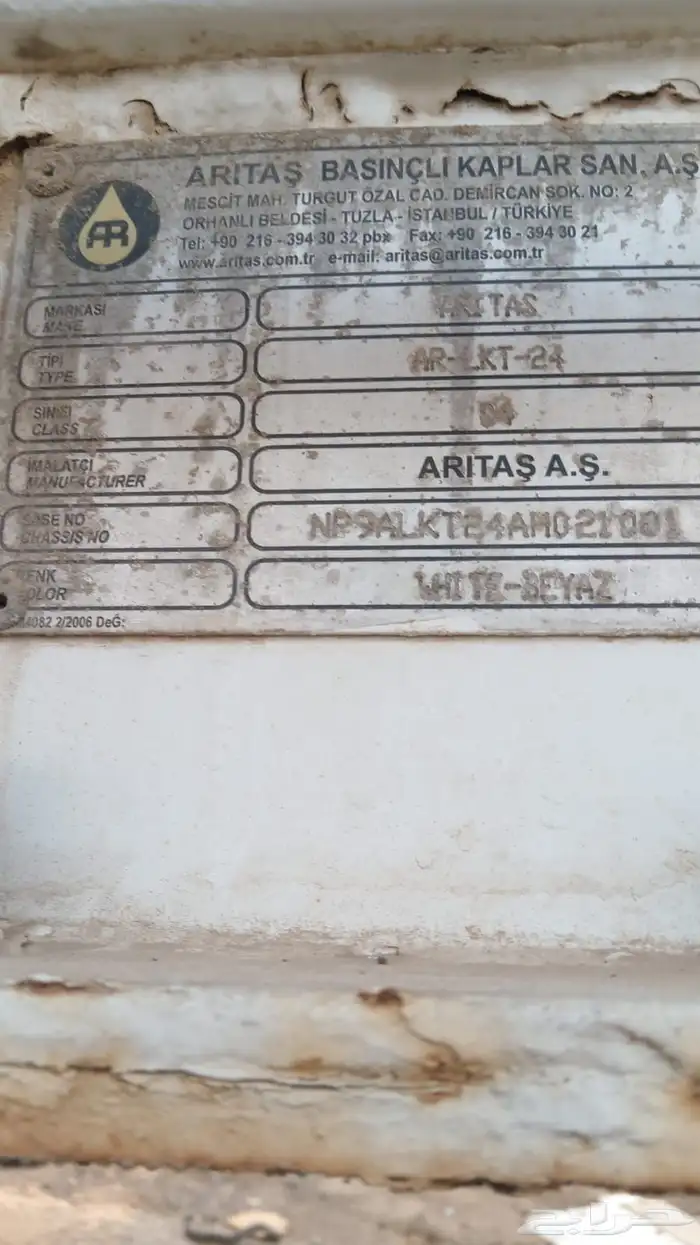 ARITAŞ BASINÇLI KAPLAR SAN. A.Ş
MESCİT MAH. TURGUT ÖZAL CAD. DEMİRCAN SOK. NO: 2
ORHANLI BELDESİ - TUZLA - İSTANBUL / TÜRKİYE
Tel: +90 216 - 394 30 32 pbx Fax: +90 216 - 394 30 21
www.aritas.com.tr e-mail: aritas@aritas.com.tr
AR
MARKASI
MAKE
ARITAS
TİPİ
TYPE
AR-LKT-24
SINIFI
CLASS
04
İMALATÇI
MANUFACTURER
ARITAŞ A.Ş.
ŞASE NO
CHASSIS NO
NP9ALKT24AM021001
RENK
COLOR
WHITE-BEYAZ
4082 2/2006 DeĞ:
حراج